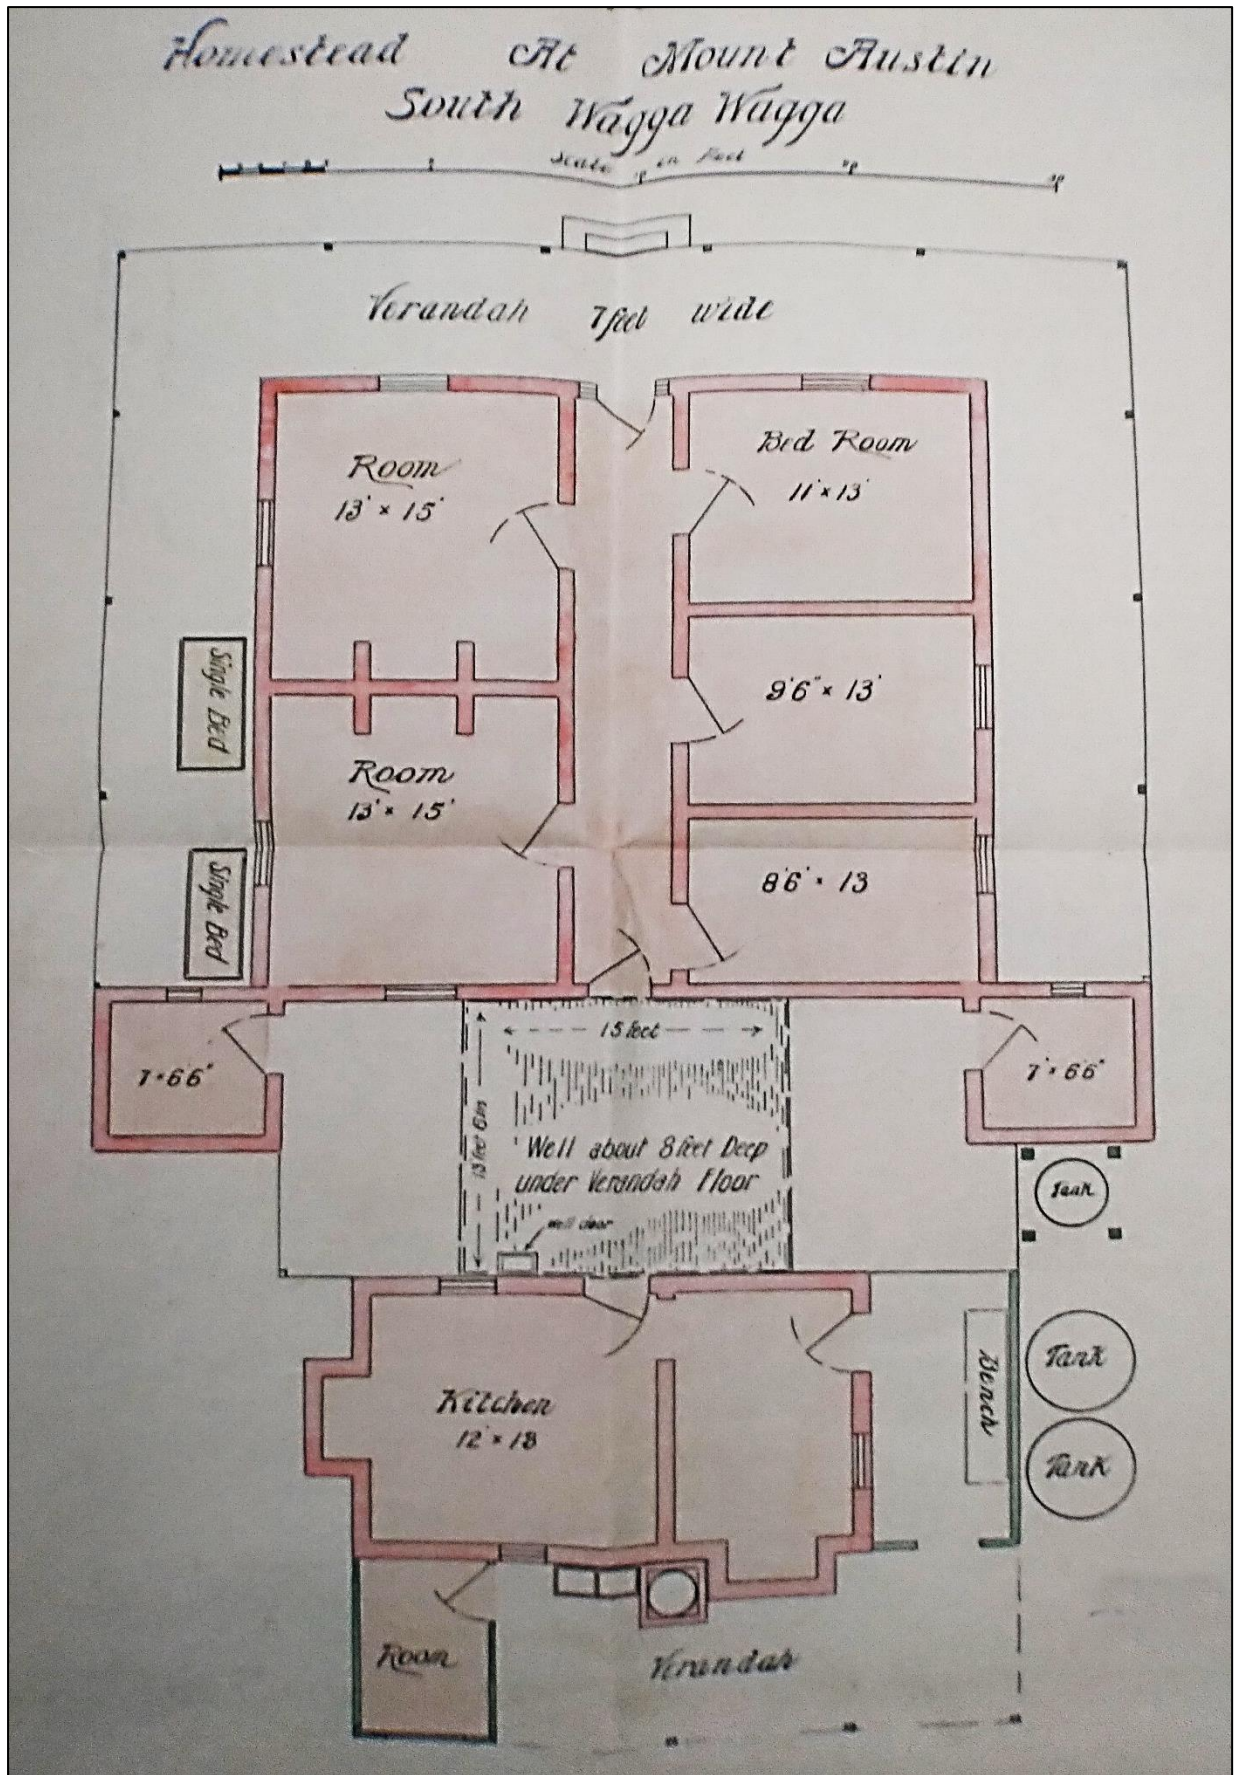 Homestead At Mount Austin
South Wagga Wagga
Scale in Feet
Verandah 7 feet wide
Room
13' × 15'
Bed Room
11' × 13'
Single Bed
9'6" × 13'
Room
13' × 15'
8'6" × 13
Single Bed
15 feet
7' × 6'6"
7' × 6'6"
13 feet 6in
Well about 8 feet Deep
under Verandah Floor
Well door
Tank
Bench
Tank
Kitchen
12' × 18
Tank
Room
Verandah